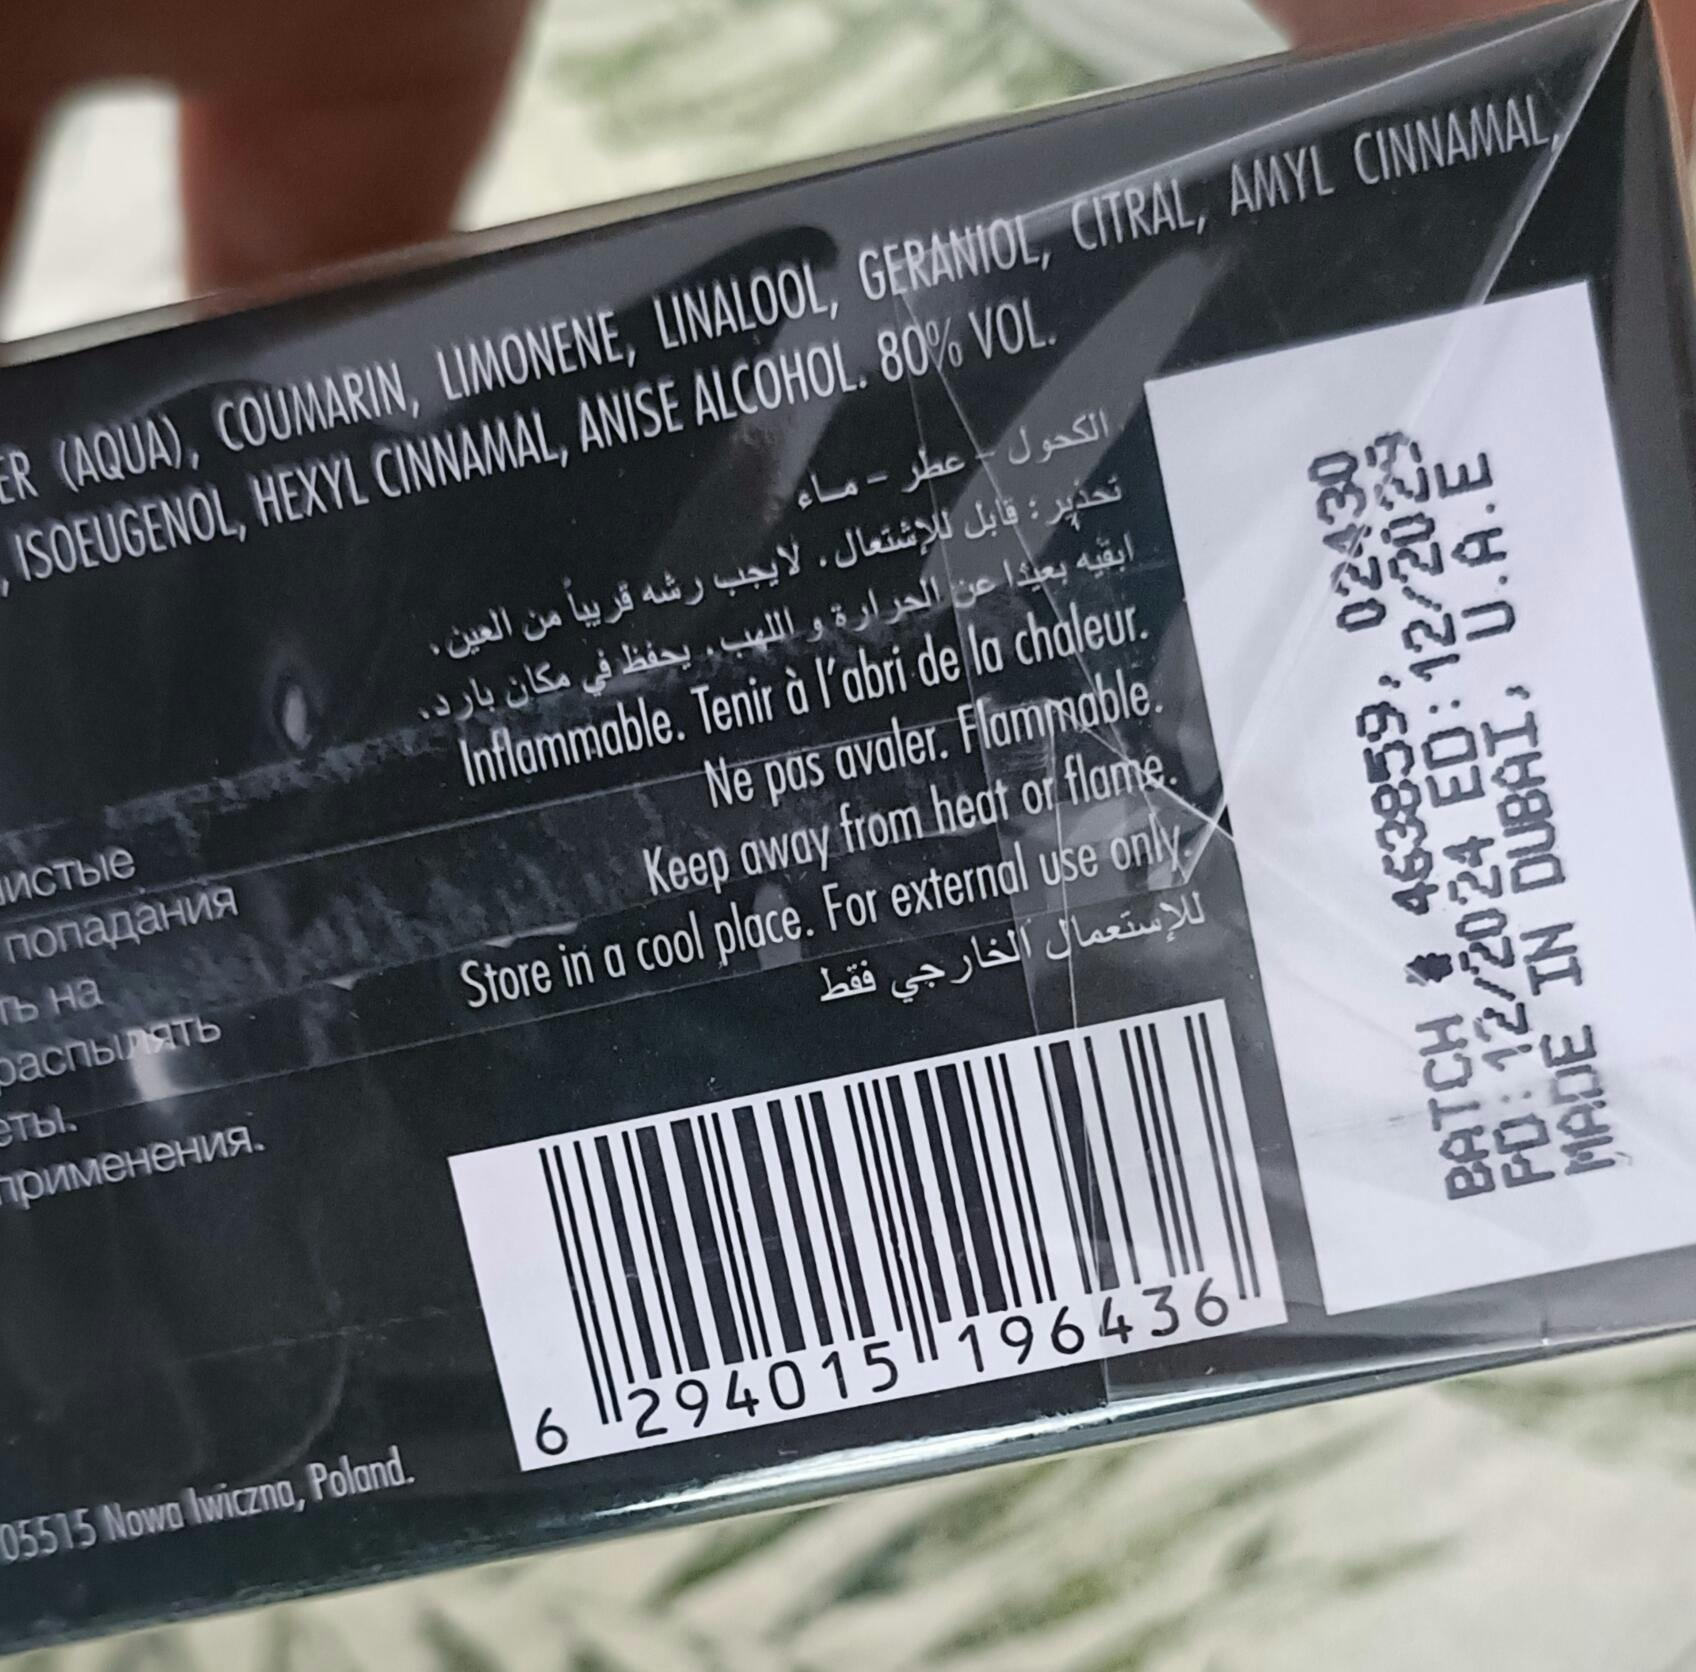 (AQUA), COUMARIN, LIMONENE, LINALOOL, GERANIOL, CITRAL, AMYL CINNAMAL,
ISOEUGENOL, HEXYL CINNAMAL, ANISE ALCOHOL. 80% VOL.
الكحول - عطر - ماء
تحذير: قابل للإشتعال. لايجب رشه قريباً من العين.
ابقيه بعيدا عن الحرارة و اللهب. يحفظ في مكان بارد.
Inflammable. Tenir à l'abri de la chaleur.
Ne pas avaler. Flammable.
Keep away from heat or flame.
Store in a cool place. For external use only.
للإستعمال الخارجي فقط
попадания
на
распылять
применения.
6 294015 196436
05515 Nowa Iwiczna, Poland.
BATCH # 463859, 02430
PD:12/2024 ED:12/2029
MADE IN DUBAI, U.A.E